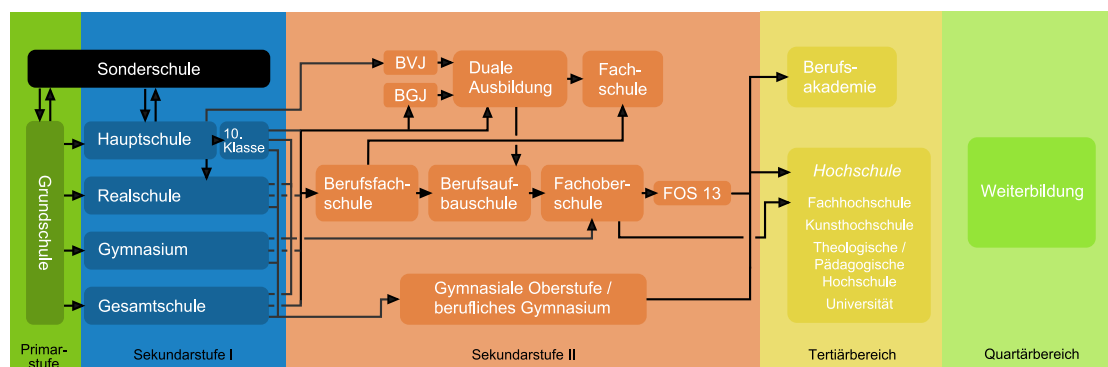 Sonderschule
Grundschule
Hauptschule
10.
Klasse
Realschule
Gymnasium
Gesamtschule
BVJ
BGJ
Duale
Ausbildung
Fach-
schule
Berufsfach-
schule
Berufsauf-
bauschule
Fachober-
schule
FOS 13
Gymnasiale Oberstufe /
berufliches Gymnasium
Berufs-
akademie
Hochschule
Fachhochschule
Kunsthochschule
Theologische /
Pädagogische
Hochschule
Universität
Weiterbildung
Primar-
stufe
Sekundarstufe I
Sekundarstufe II
Tertiärbereich
Quartärbereich